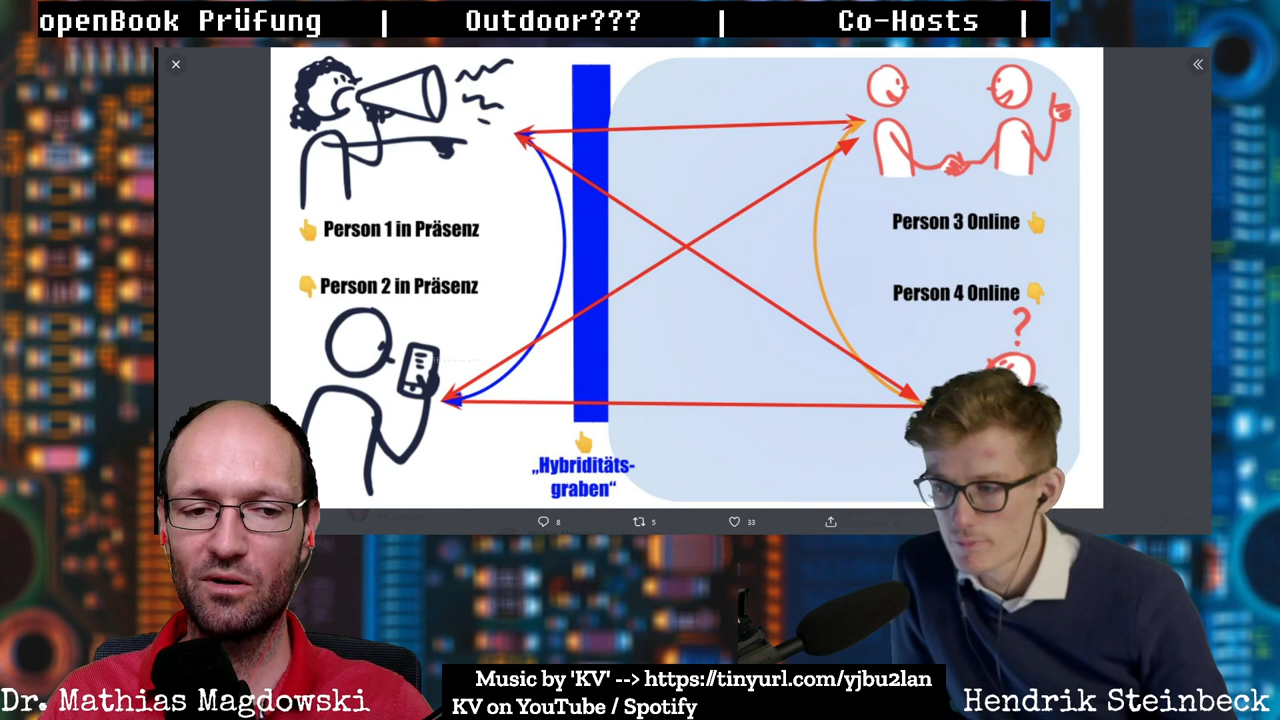 openBook Prüfung | Outdoor??? | Co-Hosts |
Person 1 in Präsenz
Person 2 in Präsenz
Person 3 Online
Person 4 Online
?
„Hybriditäts-
graben“
8 5 33
Music by 'KV' --> https://tinyurl.com/yjbu2lan
KV on YouTube / Spotify
Dr. Mathias Magdowski
Hendrik Steinbeck